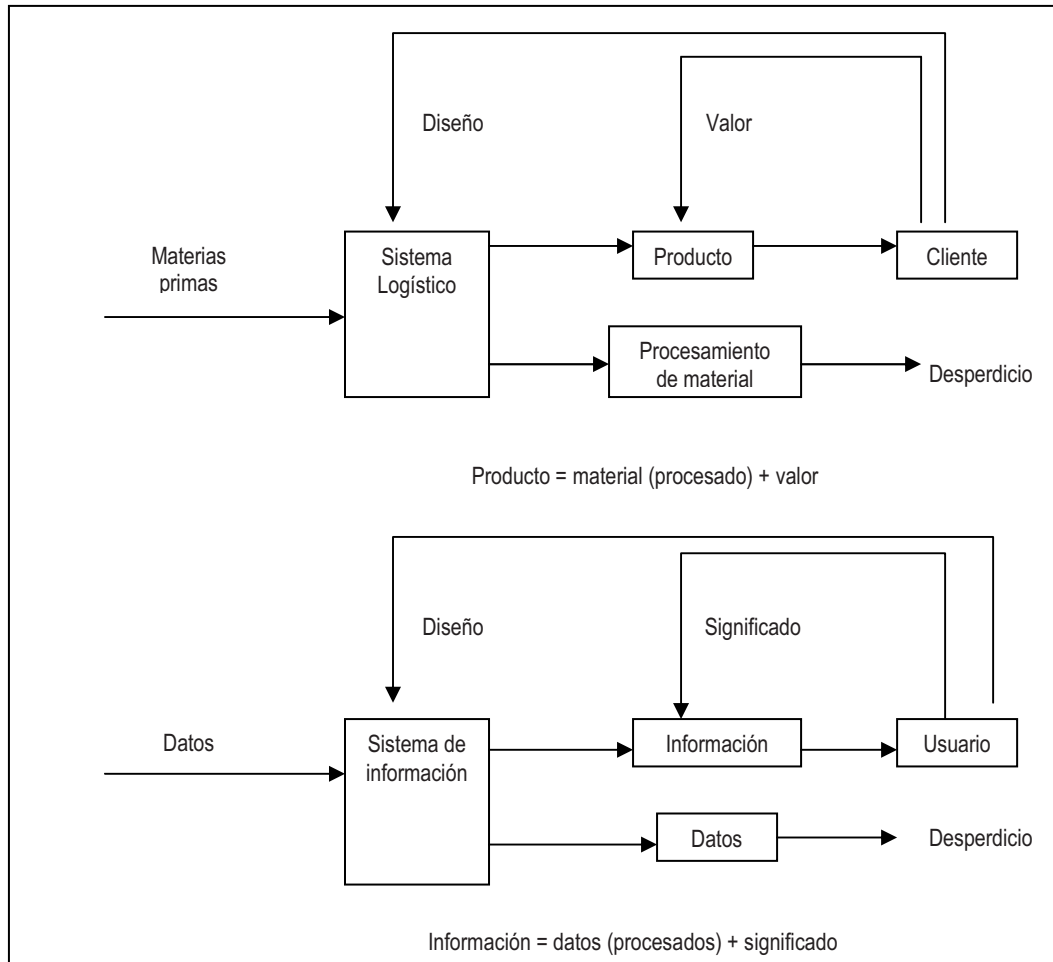 Diseño
Valor
Materias
primas
Sistema
Logístico
Producto
Cliente
Procesamiento
de material
Desperdicio
Producto = material (procesado) + valor
Diseño
Significado
Datos
Sistema de
información
Información
Usuario
Datos
Desperdicio
Información = datos (procesados) + significado